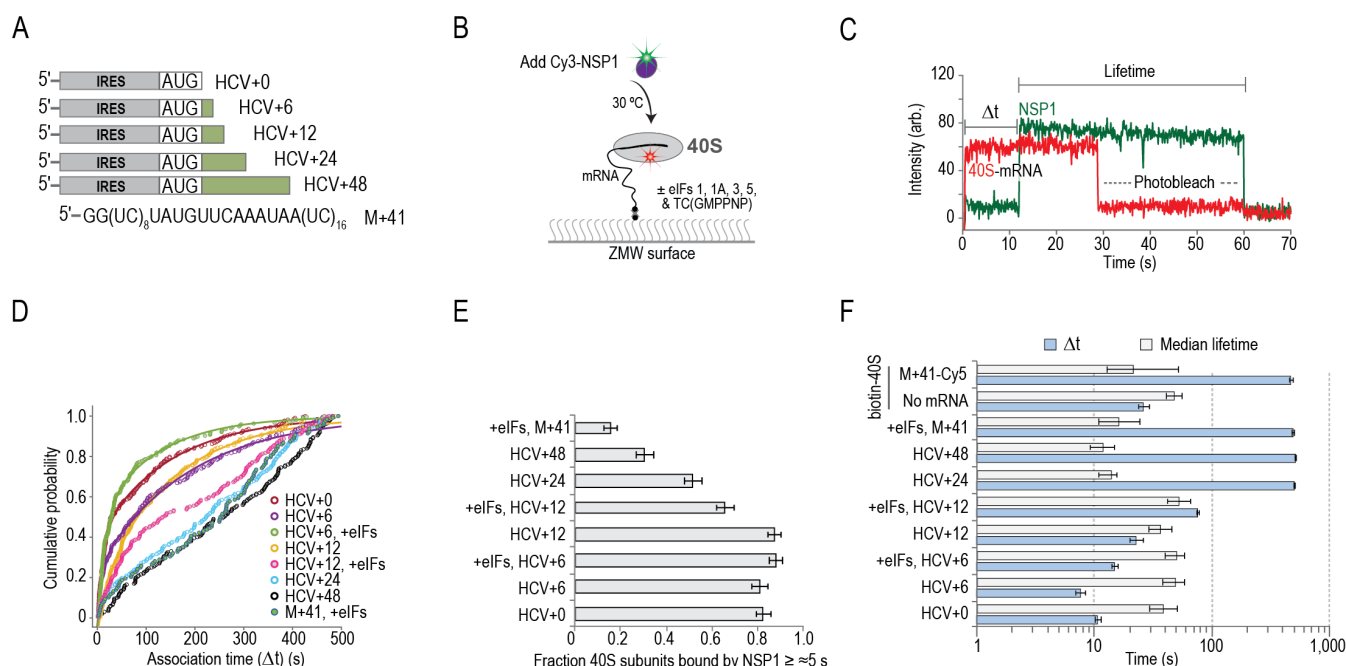 A
5'
IRES
AUG
HCV+0
5'
IRES
AUG
HCV+6
5'
IRES
AUG
HCV+12
5'
IRES
AUG
HCV+24
5'
IRES
AUG
HCV+48
5'-GG(UC)8UAUGUUCAAAUAA(UC)16 M+41
B
Add Cy3-NSP1
30 ºC
40S
mRNA
± eIFs 1, 1A, 3, 5,
& TC(GMPPNP)
ZMW surface
C
Lifetime
Δt
NSP1
40S-mRNA
Photobleach
Intensity (arb.)
120
80
40
0
0 10 20 30 40 50 60 70
Time (s)
D
Cumulative probability
1.0
0.8
0.6
0.4
0.2
0
HCV+0
HCV+6
HCV+6, +eIFs
HCV+12
HCV+12, +eIFs
HCV+24
HCV+48
M+41, +eIFs
0 100 200 300 400 500
Association time (Δt) (s)
E
+eIFs, M+41
HCV+48
HCV+24
+eIFs, HCV+12
HCV+12
+eIFs, HCV+6
HCV+6
HCV+0
0 0.2 0.4 0.6 0.8 1.0
Fraction 40S subunits bound by NSP1 ≥ ≈5 s
F
Δt Median lifetime
biotin-40S
M+41-Cy5
No mRNA
+eIFs, M+41
HCV+48
HCV+24
+eIFs, HCV+12
HCV+12
+eIFs, HCV+6
HCV+6
HCV+0
1 10 100 1,000
Time (s)